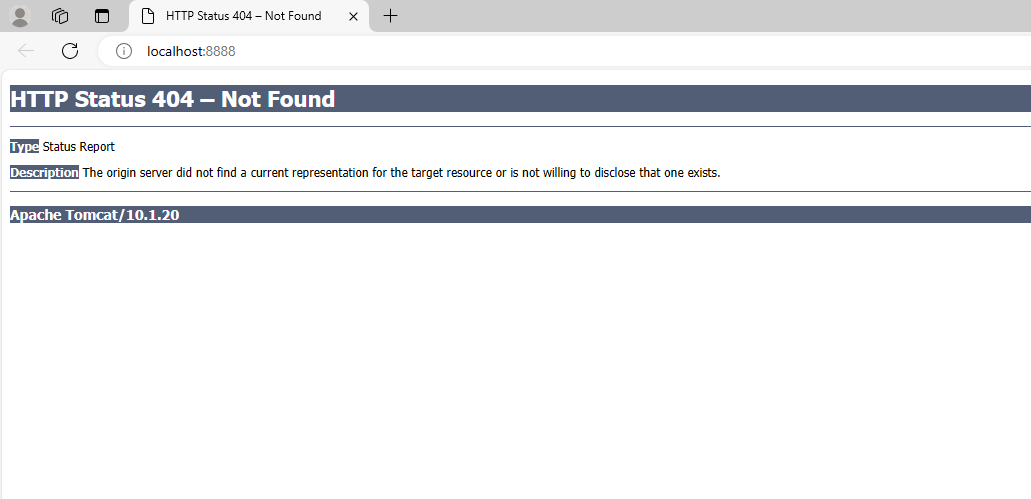 HTTP Status 404 – Not Found
localhost:8888
HTTP Status 404 – Not Found
Type Status Report
Description The origin server did not find a current representation for the target resource or is not willing to disclose that one exists.
Apache Tomcat/10.1.20